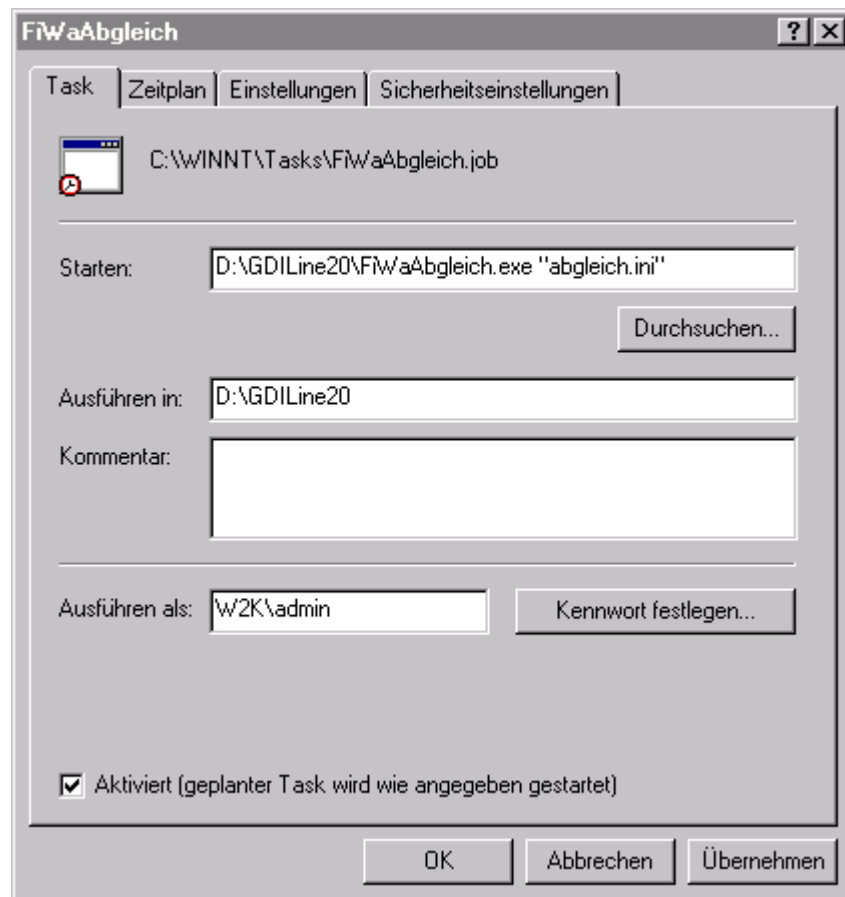 FiWaAbgleich
Task Zeitplan Einstellungen Sicherheitseinstellungen
C:\WINNT\Tasks\FiWaAbgleich.job
Starten: D:\GDILine20\FiWaAbgleich.exe "abgleich.ini"
Durchsuchen...
Ausführen in: D:\GDILine20
Kommentar:
Ausführen als: W2K\admin Kennwort festlegen...
Aktiviert (geplanter Task wird wie angegeben gestartet)
OK Abbrechen Übernehmen